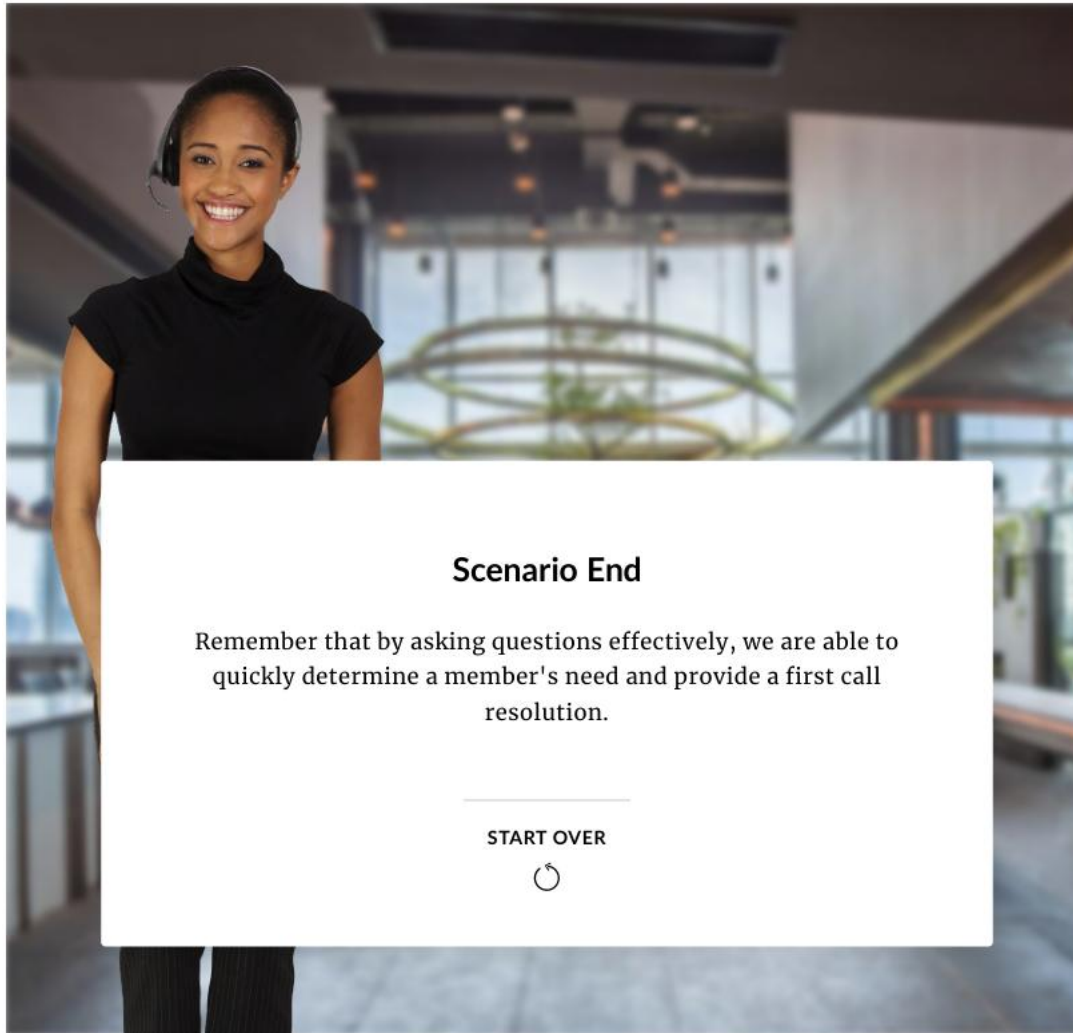 Scenario End
Remember that by asking questions effectively, we are able to
quickly determine a member's need and provide a first call
resolution.
START OVER